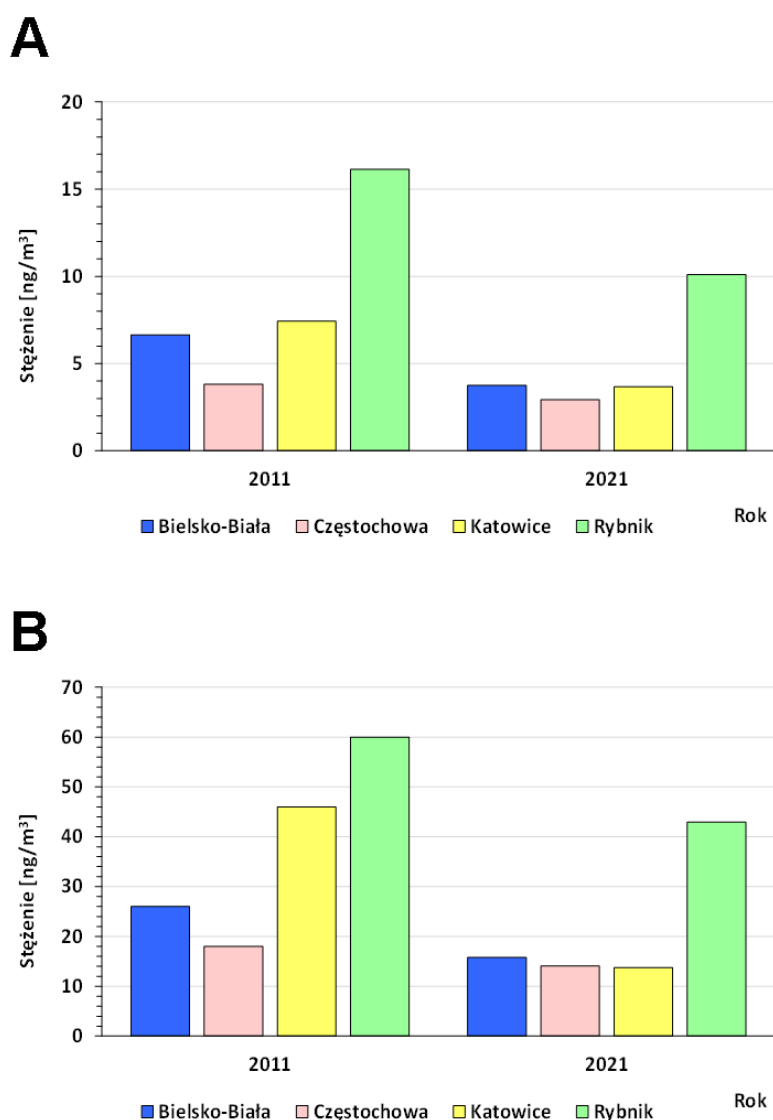 A
20
15
10
5
0
Stężenie [ng/m³]
2011 2021
Bielsko-Biała Częstochowa Katowice Rybnik Rok
B
70
60
50
40
30
20
10
0
Stężenie [ng/m³]
2011 2021
Bielsko-Biała Częstochowa Katowice Rybnik Rok